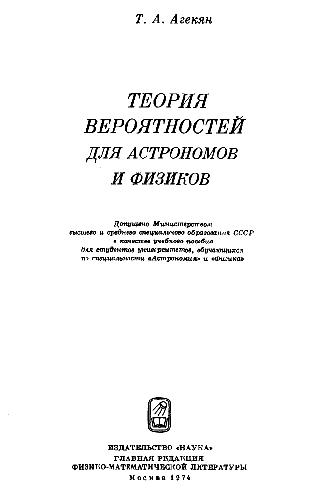 Т. А. Агекян
ТЕОРИЯ
ВЕРОЯТНОСТЕЙ
ДЛЯ АСТРОНОМОВ
И ФИЗИКОВ
Допущено Министерством
высшего и среднего специального образования СССР
в качестве учебного пособия
для студентов университетов, обучающихся
по специальности «Астрономия» и «Физика»
ИЗДАТЕЛЬСТВО «НАУКА»
ГЛАВНАЯ РЕДАКЦИЯ
ФИЗИКО-МАТЕМАТИЧЕСКОЙ ЛИТЕРАТУРЫ
Москва 1974